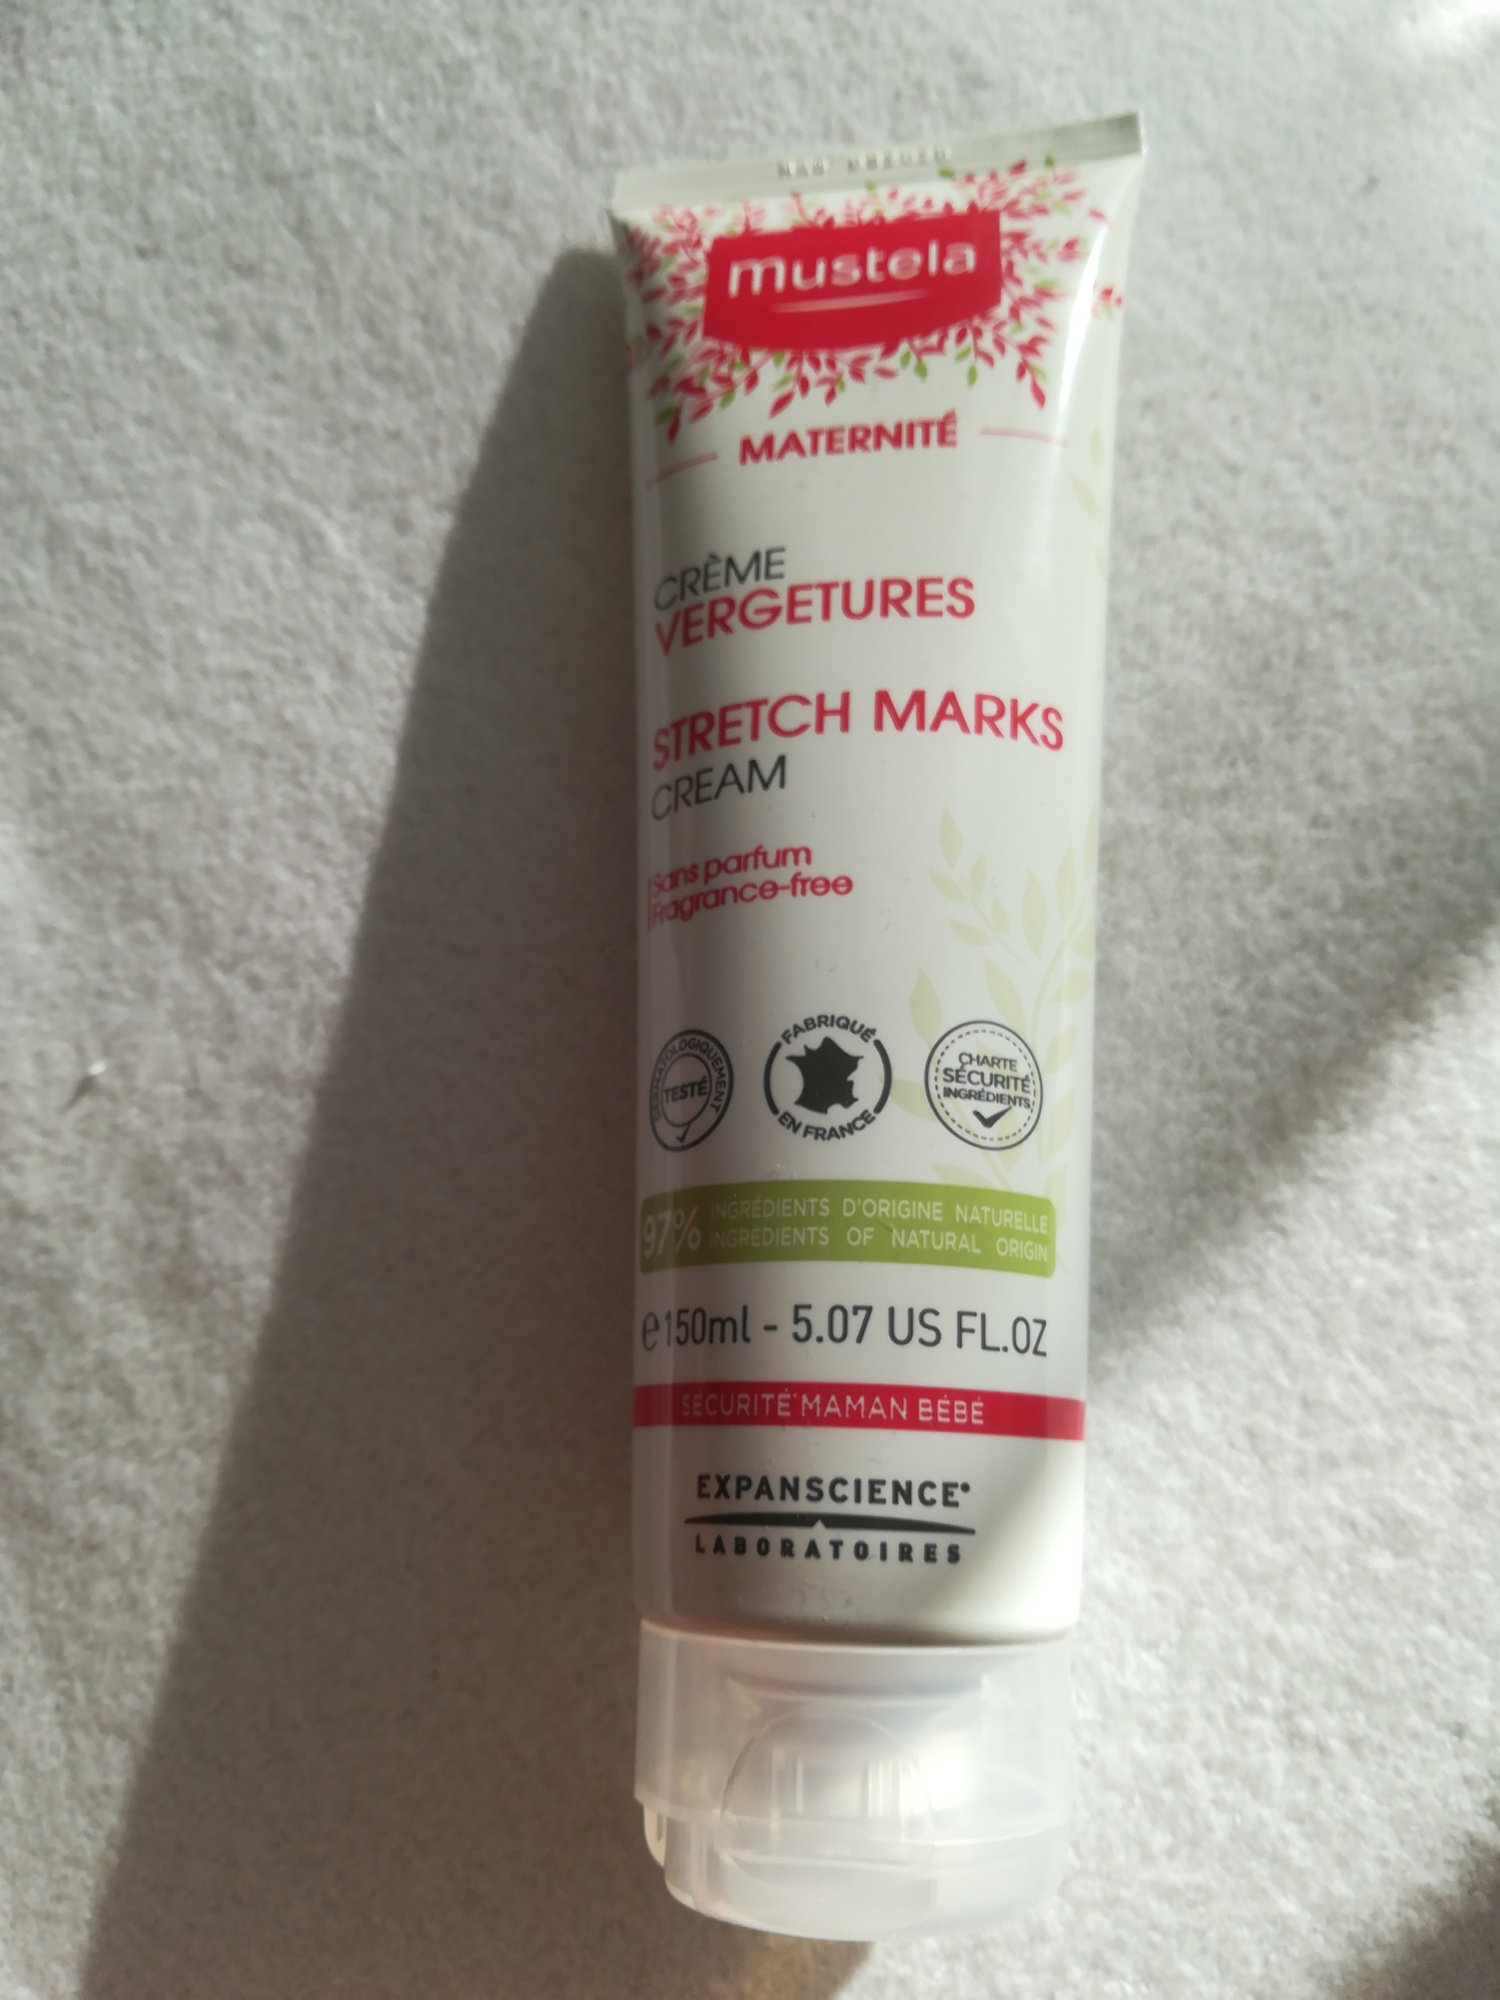 mustela
MATERNITÉ
CRÈME
VERGETURES
STRETCH MARKS
CREAM
Sans parfum
Fragrance-free
DERMATOLOGIQUEMENT
TESTÉ
FABRIQUÉ
EN FRANCE
CHARTE
SÉCURITÉ
INGRÉDIENTS
97% INGRÉDIENTS D'ORIGINE NATURELLE
INGREDIENTS OF NATURAL ORIGIN
e150ml - 5.07 US FL.OZ
SÉCURITÉ MAMAN BÉBÉ
EXPANSCIENCE®
LABORATOIRES